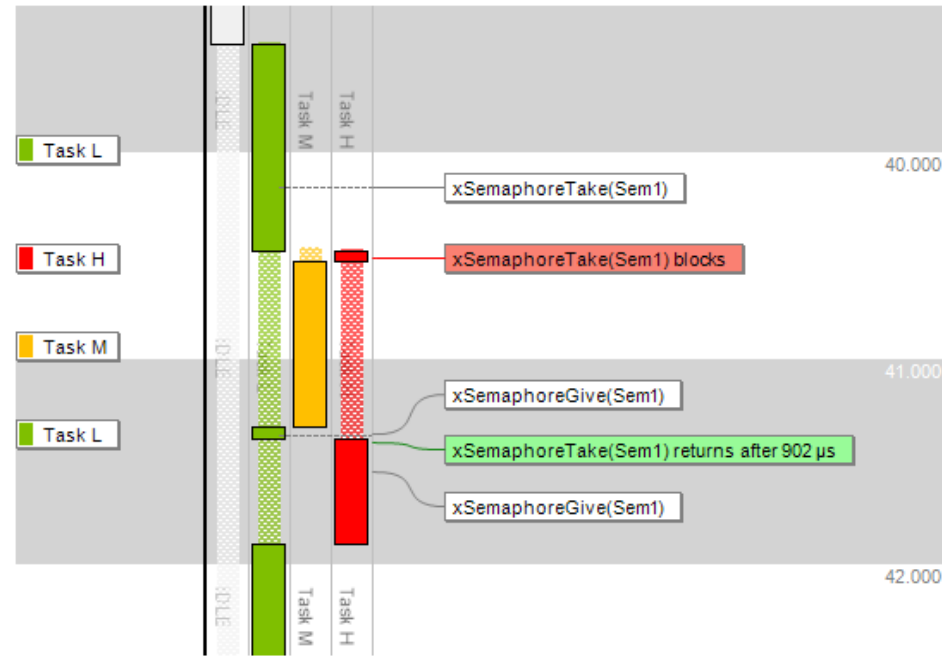 IDLE
Task M
Task H
Task L
40.000
xSemaphoreTake(Sem1)
Task H
xSemaphoreTake(Sem1) blocks
Task M
IDLE
41.000
xSemaphoreGive(Sem1)
Task L
xSemaphoreTake(Sem1) returns after 902 µs
xSemaphoreGive(Sem1)
42.000
IDLE
Task M
Task H